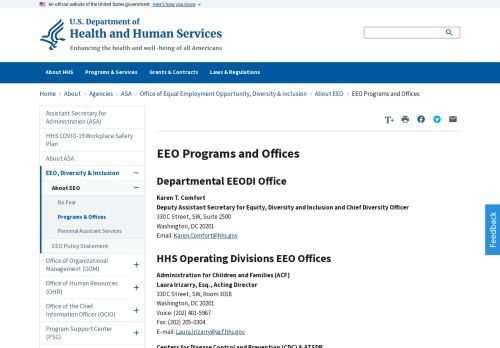 An official website of the United States government Here's how you know
U.S. Department of
Health and Human Services
Enhancing the health and well-being of all Americans
About HHS Programs & Services Grants & Contracts Laws & Regulations
Home > About > Agencies > ASA > Office of Equal Employment Opportunity, Diversity & Inclusion > About EEO > EEO Programs and Offices
Assistant Secretary for
Administration (ASA)
HHS COVID-19 Workplace Safety
Plan
About ASA
EEO, Diversity & Inclusion
About EEO
No Fear
Programs & Offices
Personal Assistant Services
EEO Policy Statement
Office of Organizational
Management (OOM)
Office of Human Resources
(OHR)
Office of the Chief
Information Officer (OCIO)
Program Support Center
(PSC)
T+
EEO Programs and Offices
Departmental EEODI Office
Karen T. Comfort
Deputy Assistant Secretary for Equity, Diversity and Inclusion and Chief Diversity Officer
330 C Street, SW, Suite 2500
Washington, DC 20201
Email: Karen.Comfort@hhs.gov
HHS Operating Divisions EEO Offices
Administration for Children and Families (ACF)
Laura Irizarry, Esq., Acting Director
330 C Street, SW, Room 3018
Washington, DC 20201
Voice: (202) 401-5967
Fax: (202) 205-0304
E-mail: Laura.Irizarry@acf.hhs.gov
Centers for Disease Control and Prevention (CDC) & ATSDR
Feedback